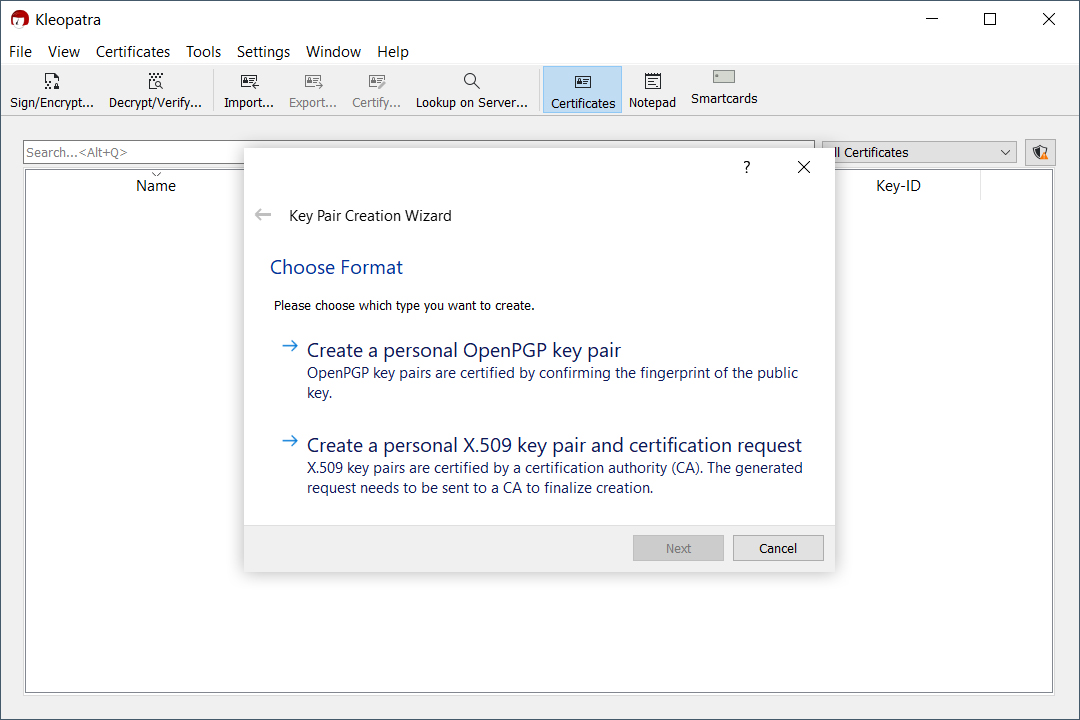 Kleopatra
File View Certificates Tools Settings Window Help
Sign/Encrypt... Decrypt/Verify... Import... Export... Certify... Lookup on Server... Certificates Notepad Smartcards
Search...<Alt+Q>
Certificates
Name Key-ID
?
Key Pair Creation Wizard
Choose Format
Please choose which type you want to create.
Create a personal OpenPGP key pair
OpenPGP key pairs are certified by confirming the fingerprint of the public
key.
Create a personal X.509 key pair and certification request
X.509 key pairs are certified by a certification authority (CA). The generated
request needs to be sent to a CA to finalize creation.
Next Cancel